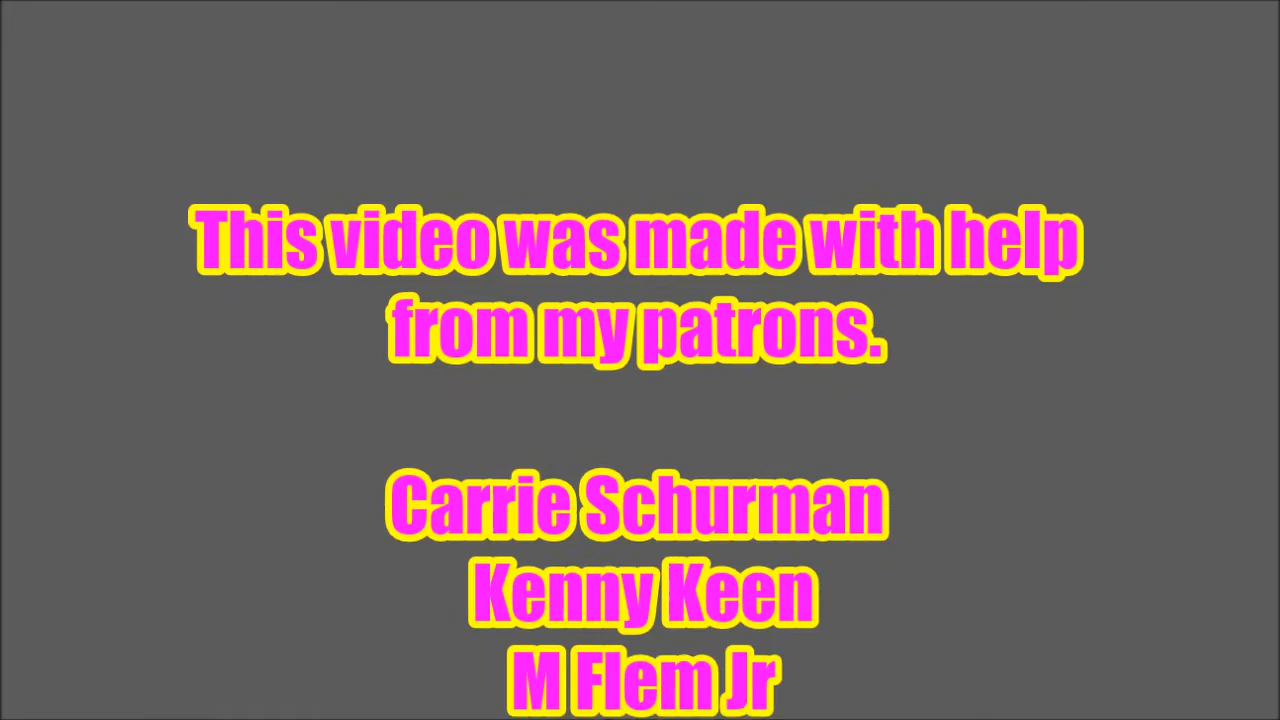 This video was made with help
from my patrons.
Carrie Schurman
Kenny Keen
M Flem Jr